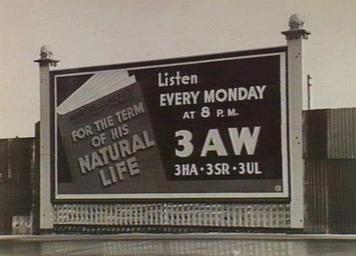 FOR THE TERM
OF HIS
NATURAL
LIFE
Listen
EVERY MONDAY
AT 8 P.M.
3AW
3HA · 3SR · 3UL